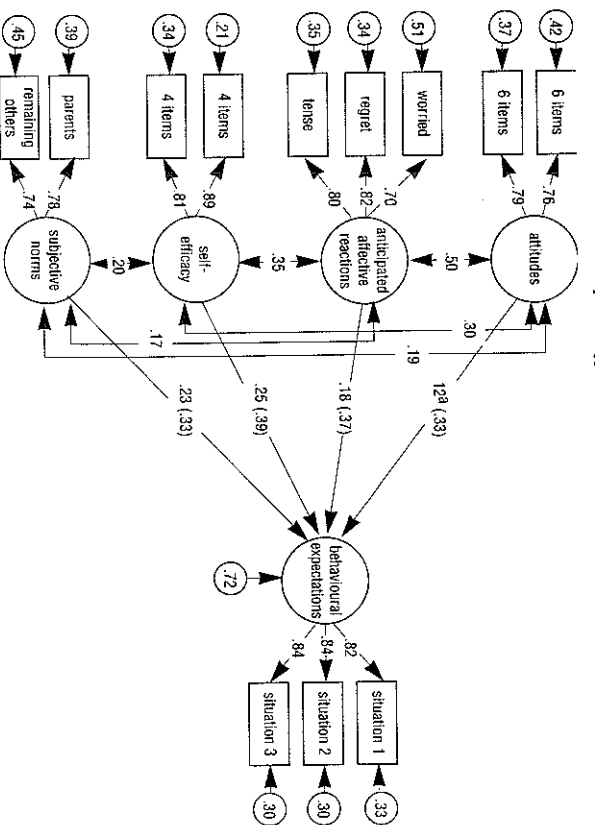 .42
6 items
.76
.37
6 items
.79
attitudes
12ª (.33)
.50
.30
.19
.51
worried
.70
.34
regret
.82
.35
tense
.80
anticipated
affective
reactions
.18 (.37)
.33
situation 1
.82
.30
situation 2
.84
.30
situation 3
.84
behavioural
expectations
.72
.35
.17
.21
4 items
.89
.34
4 items
.81
self-
efficacy
.25 (.39)
.20
.39
parents
.78
.45
remaining
others
.74
subjective
norms
.23 (.33)